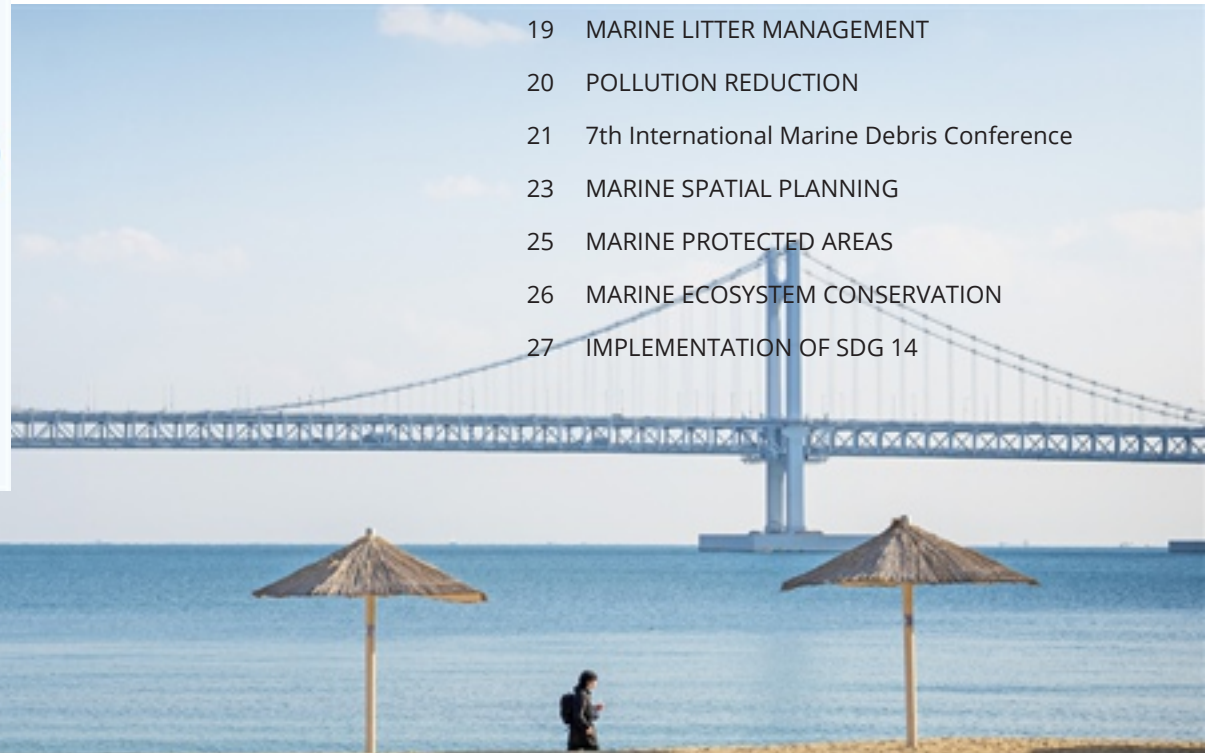 19 MARINE LITTER MANAGEMENT
20 POLLUTION REDUCTION
21 7th International Marine Debris Conference
23 MARINE SPATIAL PLANNING
25 MARINE PROTECTED AREAS
26 MARINE ECOSYSTEM CONSERVATION
27 IMPLEMENTATION OF SDG 14